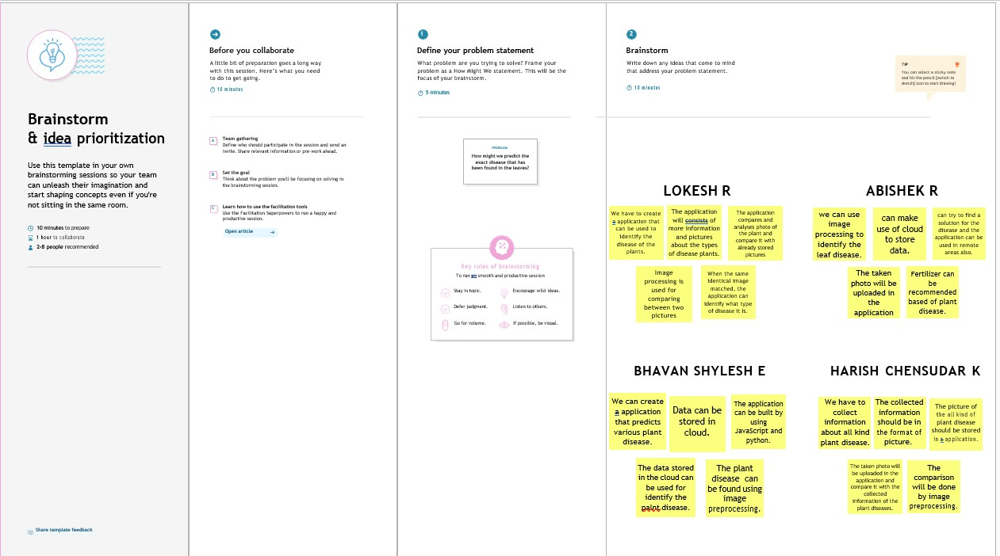 Brainstorm
& idea prioritization
Use this template in your own
brainstorming sessions so your team
can unleash their imagination and
start shaping concepts even if you're
not sitting in the same room.
10 minutes to prepare
1 hour to collaborate
2-8 people recommended
Share template feedback
Before you collaborate
A little bit of preparation goes a long way
with this session. Here's what you need
to do to get going.
10 minutes
A
Team gathering
Define who should participate in the session and send an
invite. Share relevant information or pre-work ahead.
B
Set the goal
Think about the problem you'll be focusing on solving in
the brainstorming session.
C
Learn how to use the facilitation tools
Use the Facilitation Superpowers to run a happy and
productive session.
Open article
1
Define your problem statement
What problem are you trying to solve? Frame your
problem as a How Might We statement. This will be the
focus of your brainstorm.
5 minutes
PROBLEM
How might we predict the
exact disease that has
been found in the leaves?
Key rules of brainstorming
To run an smooth and productive session
Stay in topic.
Encourage wild ideas.
Defer judgment.
Listen to others.
Go for volume.
If possible, be visual.
2
Brainstorm
Write down any ideas that come to mind
that address your problem statement.
10 minutes
TIP
You can select a sticky note
and hit the pencil [switch to
sketch] icon to start drawing!
LOKESH R
We have to create
a application that
can be used to
identify the
disease of the
plants.
The application
will consists of
more information
and pictures
about the types
of disease plants.
The application
compares and
analyses photo of
the plant and
compare it with
already stored
pictures
Image
processing is
used for
comparing
between two
pictures
When the same
identical image
matched, the
application can
identify what type
of disease it is.
ABISHEK R
we can use
image
processing to
identify the
leaf disease.
can make
use of cloud
to store
data.
can try to find a
solution for the
disease and the
application can be
used in remote
areas also.
The taken
photo will be
uploaded in
the
application
Fertilizer can
be
recommended
based of plant
disease.
BHAVAN SHYLESH E
We can create
a application
that predicts
various plant
disease.
Data can be
stored in
cloud.
The application
can be built by
using
JavaScript and
python.
The data stored
in the cloud can
be used for
identify the
palnt disease.
The plant
disease can
be found using
image
preprocessing.
HARISH CHENSUDAR K
We have to
collect
information
about all kind
plant disease.
The collected
information
should be in
the format of
picture.
The picture of
the all kind of
plant disease
should be stored
in a application.
The taken photo will
be uploaded in the
application and
compare it with the
collected
information of the
plant diseases.
The
comparison
will be done
by image
preprocessing.